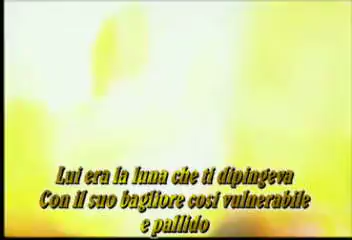 Lui era la luna che ti dipingeva
Con il suo bagliore così vulnerabile
e pallido